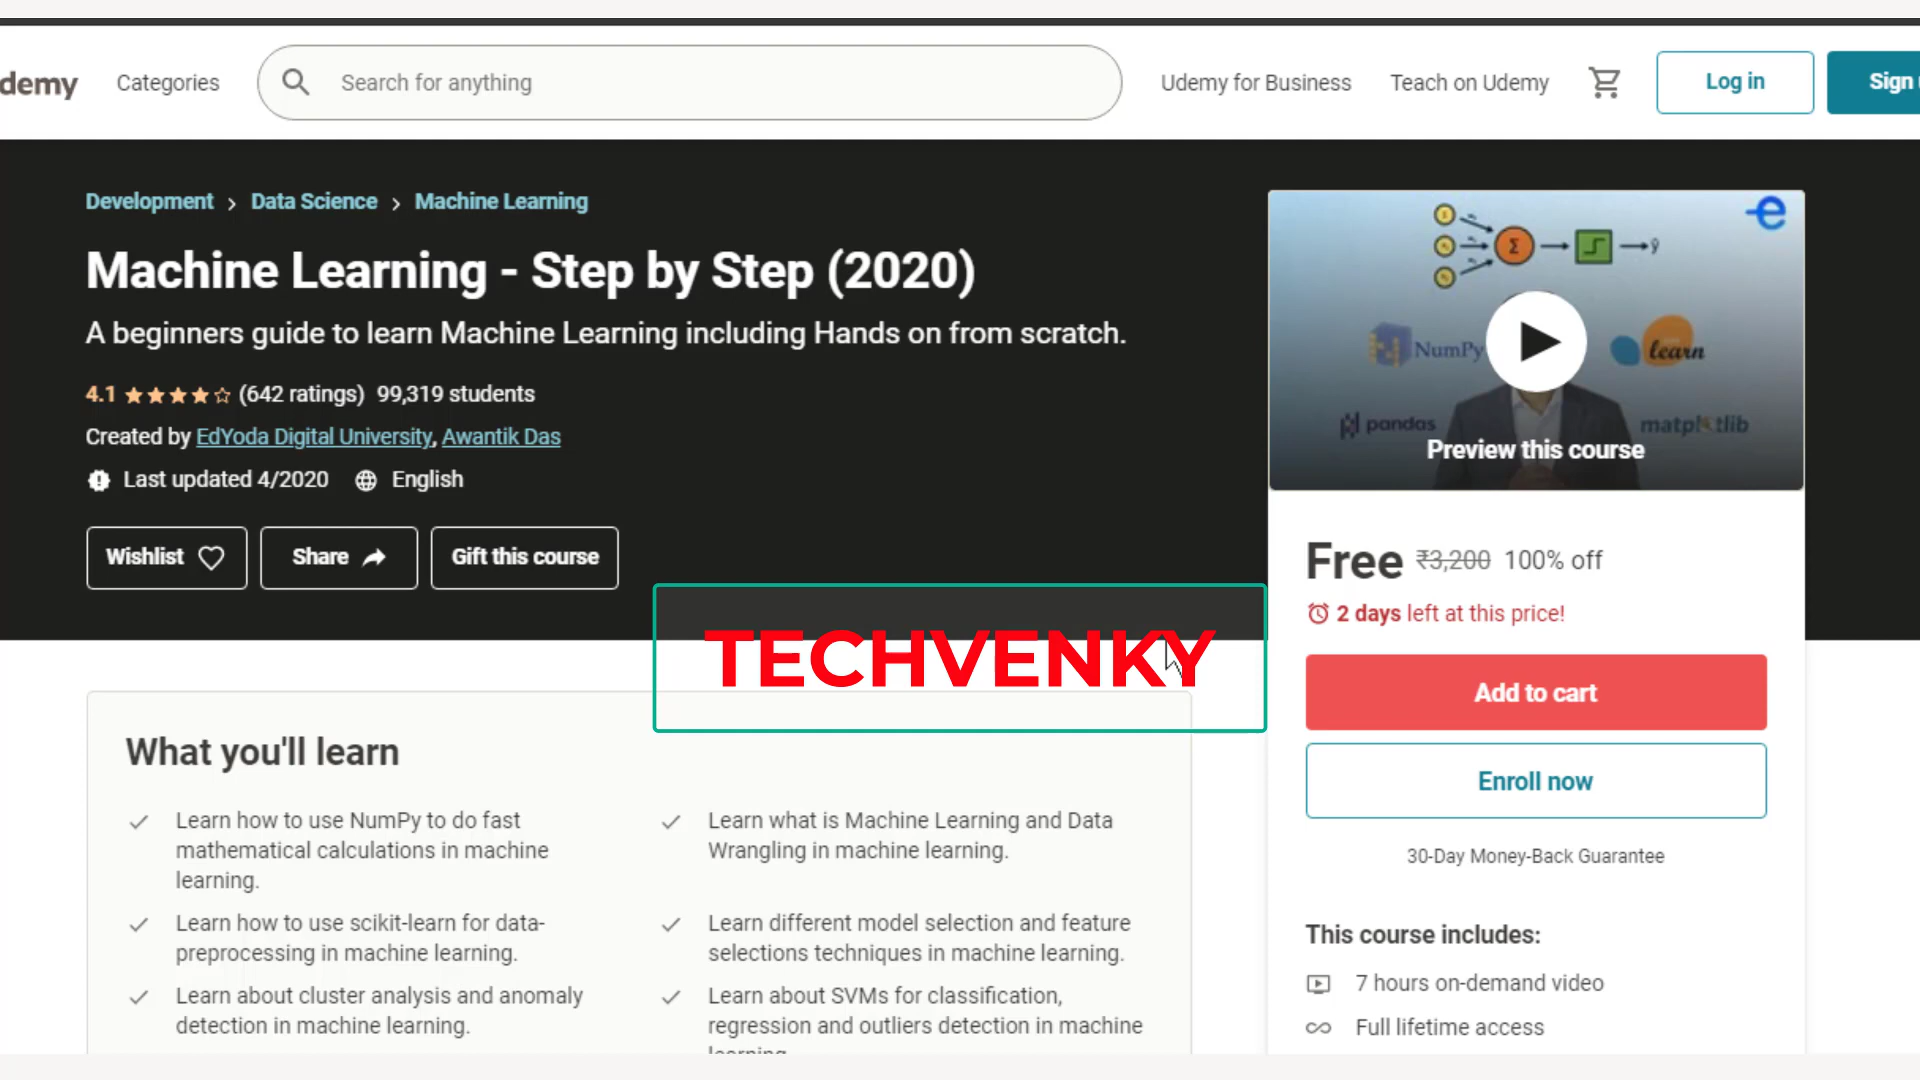 demy
Categories
Search for anything
Udemy for Business
Teach on Udemy
Log in
Sign
Development > Data Science > Machine Learning
Machine Learning - Step by Step (2020)
A beginners guide to learn Machine Learning including Hands on from scratch.
4.1 (642 ratings) 99,319 students
Created by EdYoda Digital University, Awantik Das
Last updated 4/2020 English
Wishlist
Share
Gift this course
TECHVENKY
What you'll learn
Learn how to use NumPy to do fast
mathematical calculations in machine
learning.
Learn what is Machine Learning and Data
Wrangling in machine learning.
Learn how to use scikit-learn for data-
preprocessing in machine learning.
Learn different model selection and feature
selections techniques in machine learning.
Learn about cluster analysis and anomaly
detection in machine learning.
Learn about SVMs for classification,
regression and outliers detection in machine
learning.
e
Σ
NumPy
learn
pandas
matplotlib
Preview this course
Free ₹3,200 100% off
2 days left at this price!
Add to cart
Enroll now
30-Day Money-Back Guarantee
This course includes:
7 hours on-demand video
Full lifetime access